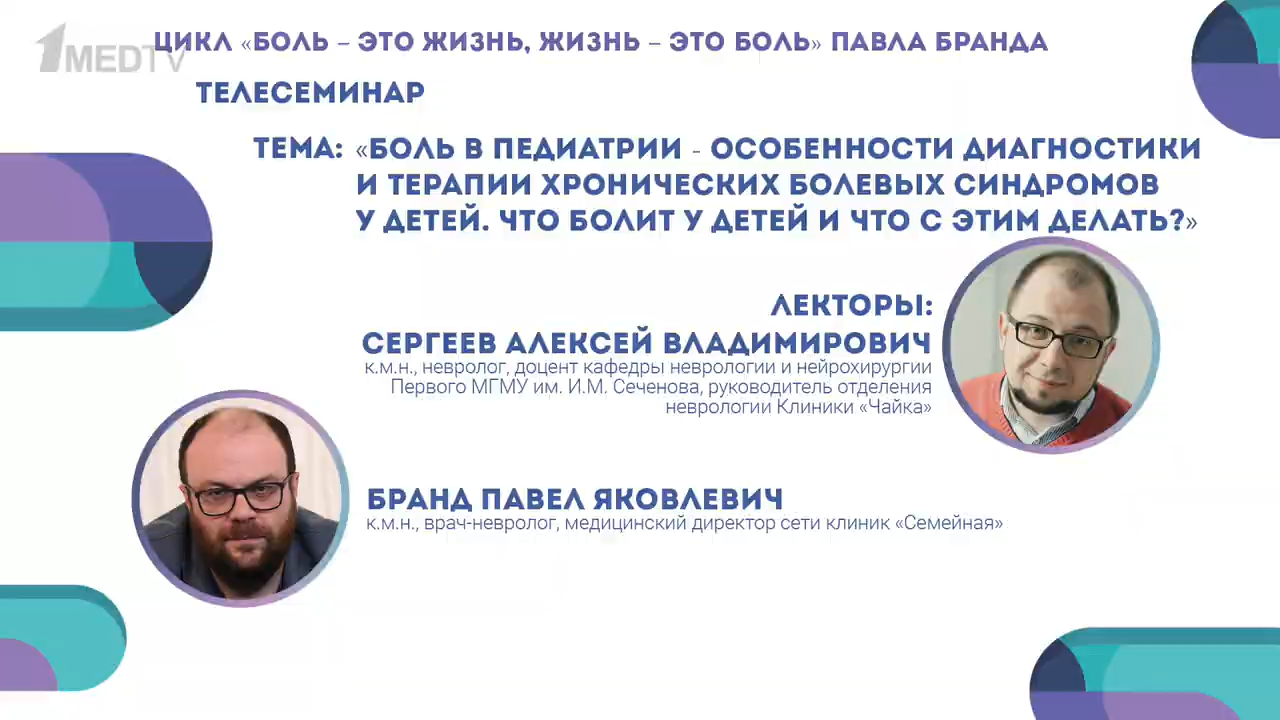 1MEDTV
ЦИКЛ «БОЛЬ – ЭТО ЖИЗНЬ, ЖИЗНЬ – ЭТО БОЛЬ» ПАВЛА БРАНДА
ТЕЛЕСЕМИНАР
ТЕМА: «БОЛЬ В ПЕДИАТРИИ - ОСОБЕННОСТИ ДИАГНОСТИКИ
И ТЕРАПИИ ХРОНИЧЕСКИХ БОЛЕВЫХ СИНДРОМОВ
У ДЕТЕЙ. ЧТО БОЛИТ У ДЕТЕЙ И ЧТО С ЭТИМ ДЕЛАТЬ?»
ЛЕКТОРЫ:
СЕРГЕЕВ АЛЕКСЕЙ ВЛАДИМИРОВИЧ
к.м.н., невролог, доцент кафедры неврологии и нейрохирургии
Первого МГМУ им. И.М. Сеченова, руководитель отделения
неврологии Клиники «Чайка»
БРАНД ПАВЕЛ ЯКОВЛЕВИЧ
к.м.н., врач-невролог, медицинский директор сети клиник «Семейная»